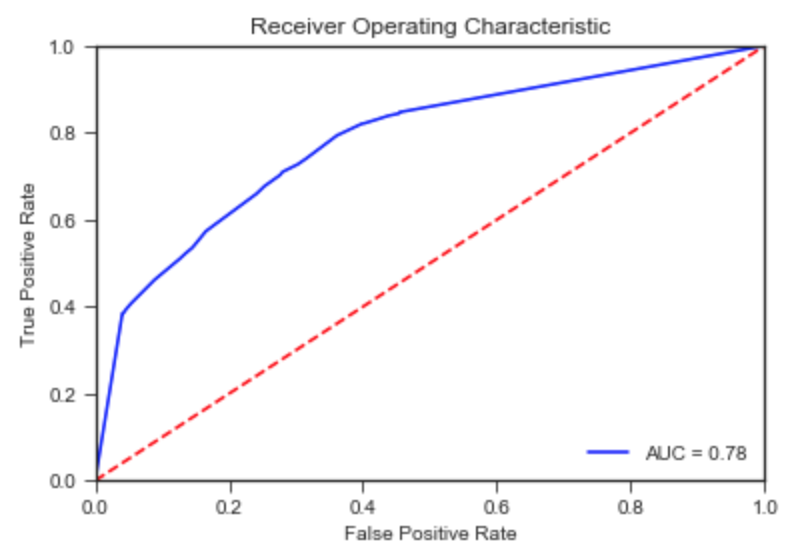 Receiver Operating Characteristic
1.0
0.8
0.6
0.4
0.2
0.0
True Positive Rate
AUC = 0.78
0.0 0.2 0.4 0.6 0.8 1.0
False Positive Rate